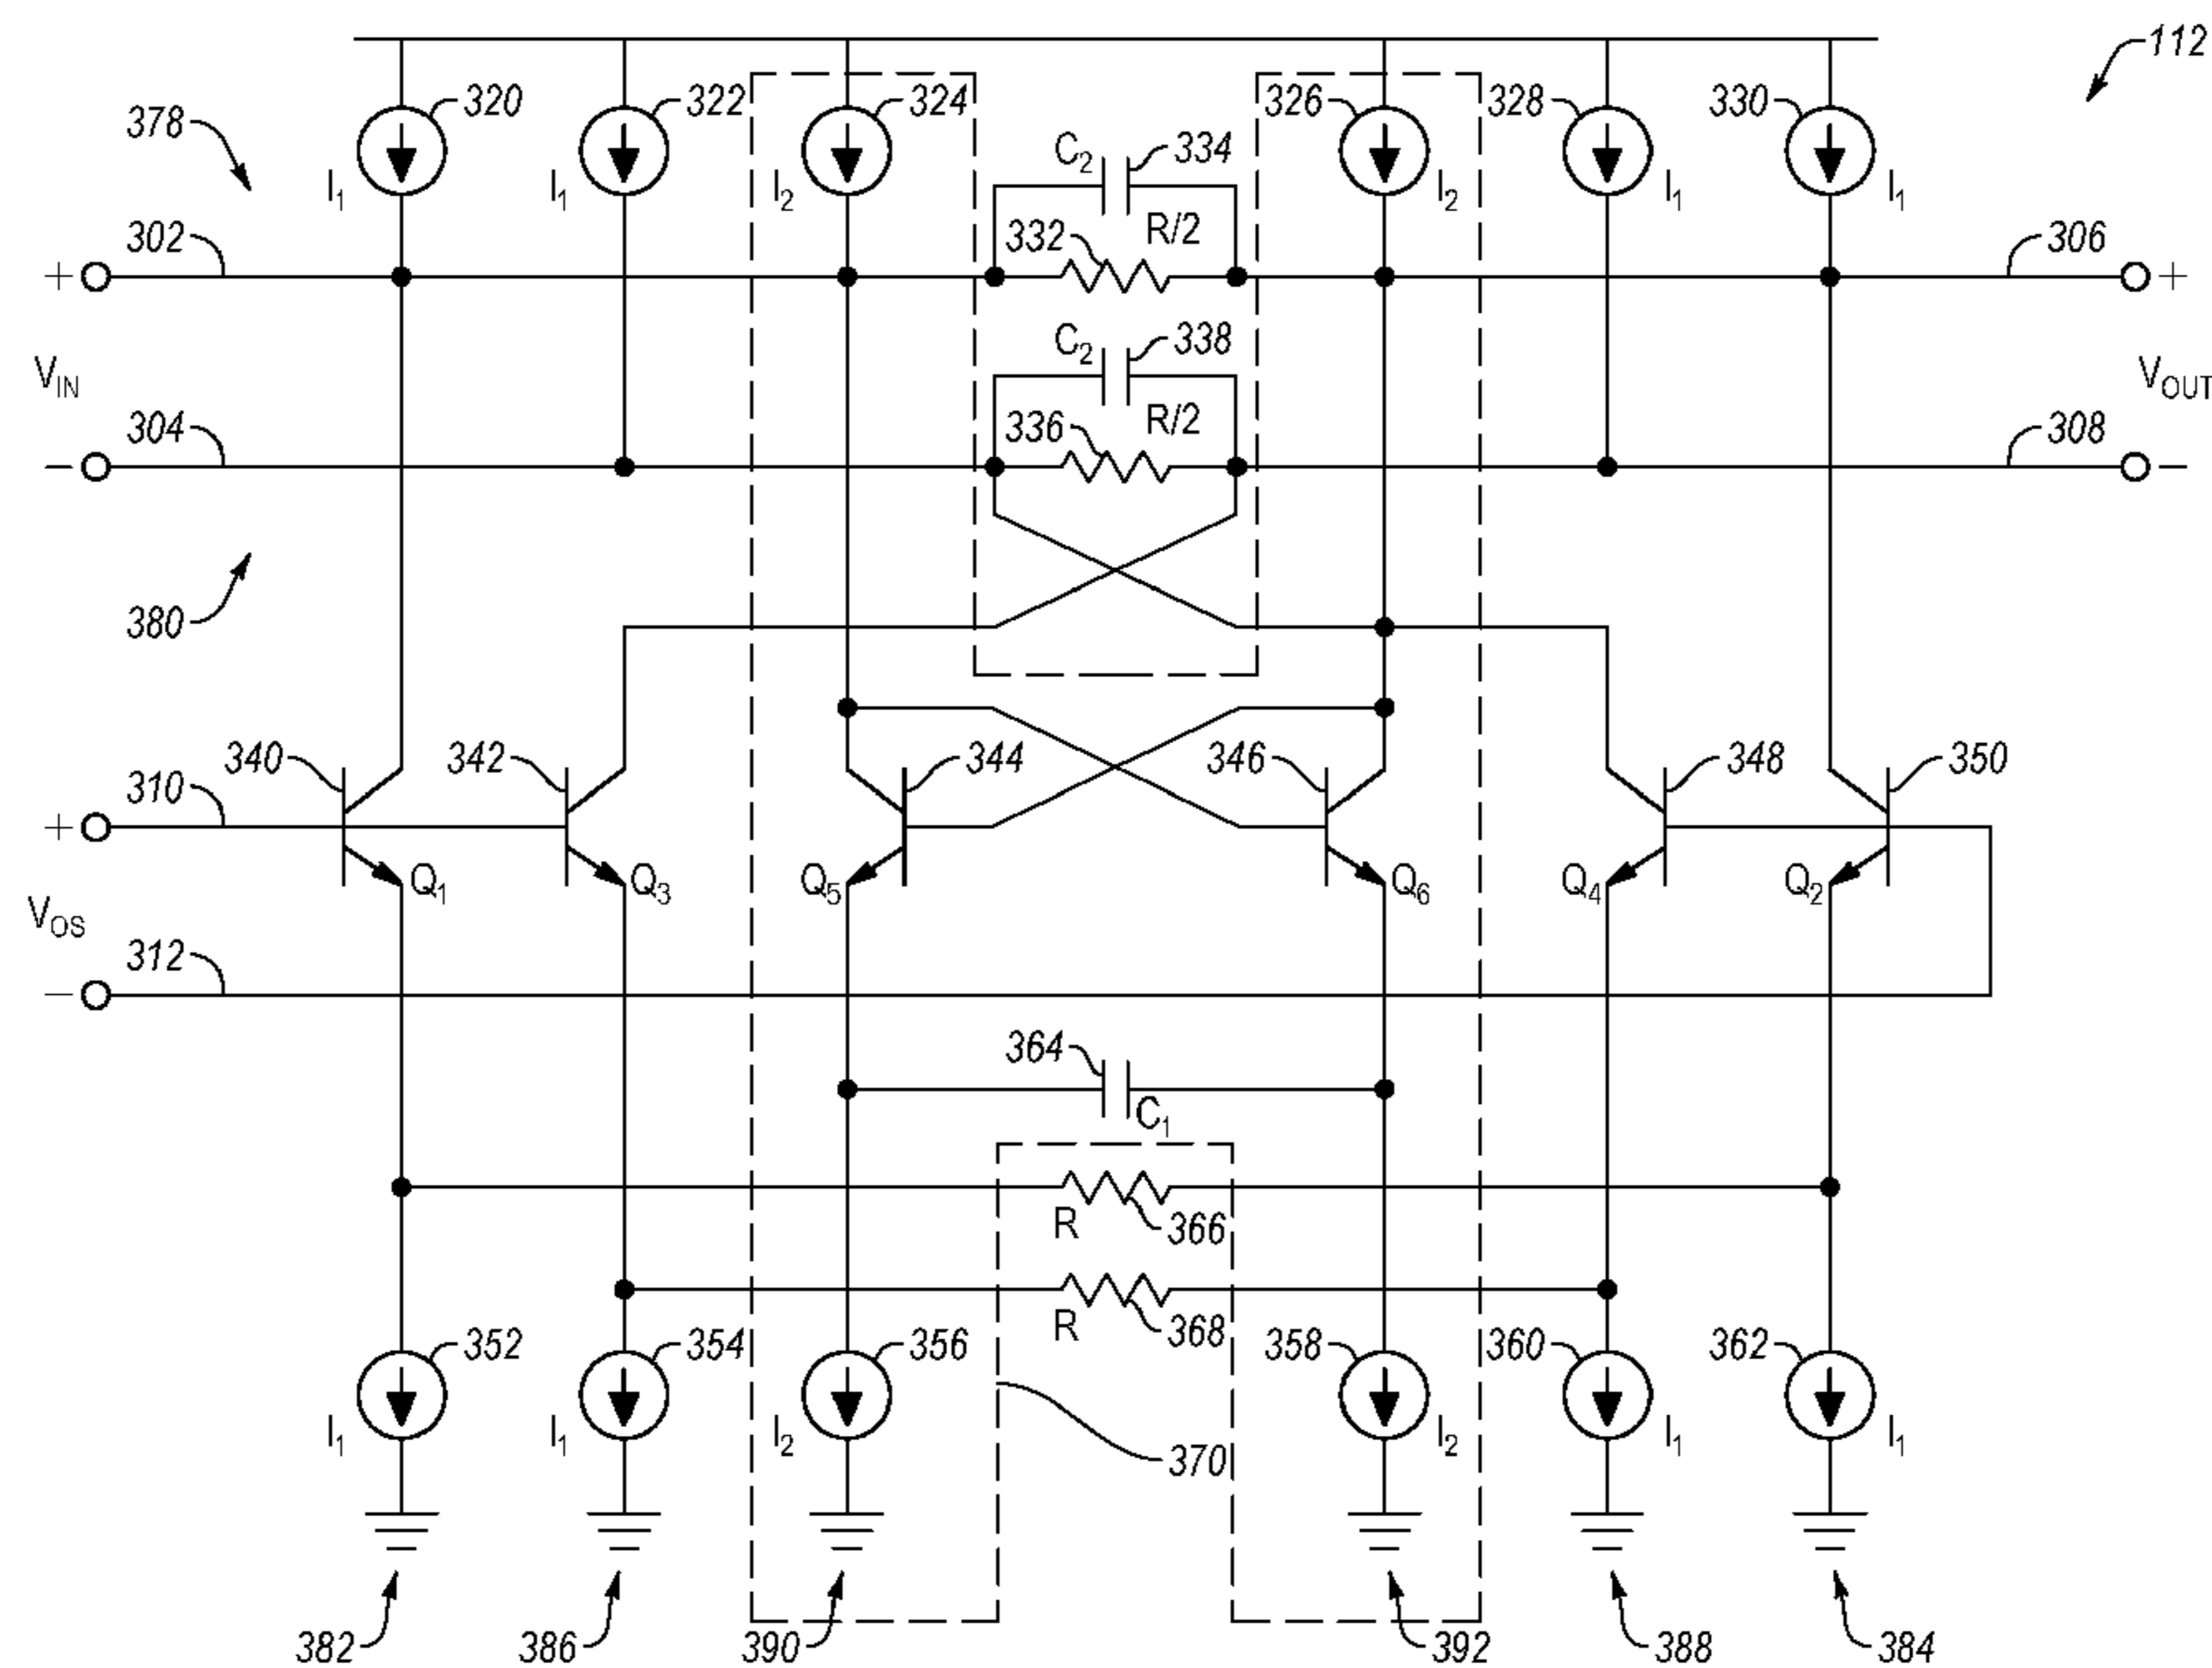 112
378
320
322
324
326
328
330
I1
I1
I2
I2
I1
I1
C2
334
R/2
332
302
306
+
+
C2
338
R/2
336
VIN
VOUT
304
308
−
−
380
340
342
344
346
348
350
310
+
Q1
Q3
Q5
Q6
Q4
Q2
VOS
312
−
364
C1
R
366
R
368
352
354
356
358
360
362
I1
I1
I2
I2
I1
I1
370
382
386
390
392
388
384